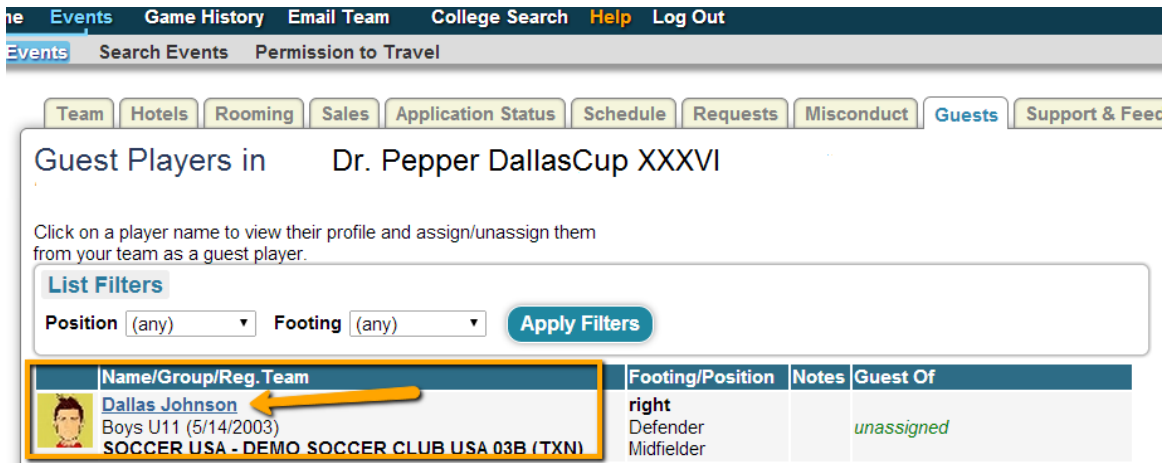 Events Game History Email Team College Search Help Log Out
Events Search Events Permission to Travel
Team Hotels Rooming Sales Application Status Schedule Requests Misconduct Guests Support & Feed
Guest Players in Dr. Pepper DallasCup XXXVI
Click on a player name to view their profile and assign/unassign them
from your team as a guest player.
List Filters
Position (any) Footing (any) Apply Filters
Name/Group/Reg.Team Footing/Position Notes Guest Of
Dallas Johnson right
Boys U11 (5/14/2003) Defender unassigned
SOCCER USA - DEMO SOCCER CLUB USA 03B (TXN) Midfielder